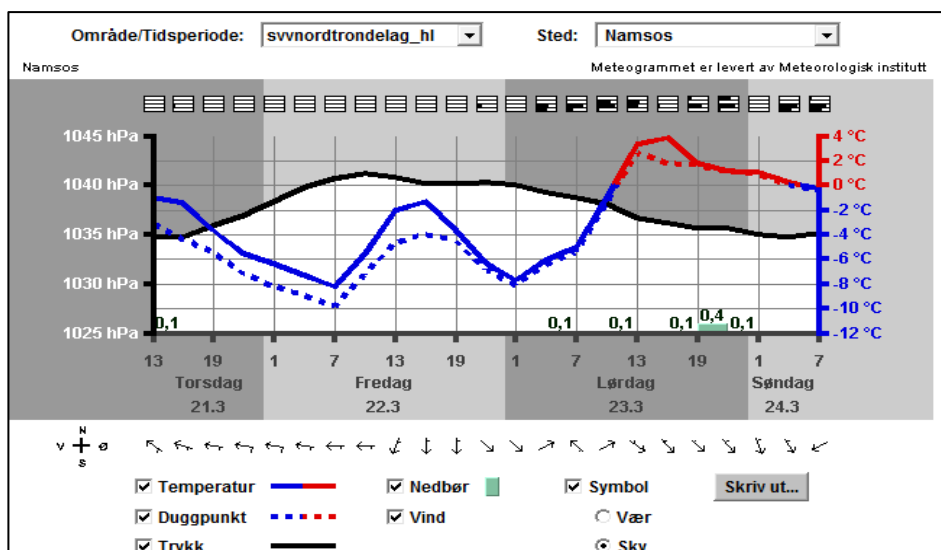 Område/Tidsperiode: svvnordtrondelag_hl Sted: Namsos
Namsos Meteogrammet er levert av Meteorologisk institutt
1045 hPa 4 °C
2 °C
1040 hPa 0 °C
-2 °C
1035 hPa -4 °C
-6 °C
1030 hPa -8 °C
-10 °C
0,1 0,1 0,1 0,1 0,4 0,1
1025 hPa -12 °C
13 19 1 7 13 19 1 7 13 19 1 7
Torsdag Fredag Lørdag Søndag
21.3 22.3 23.3 24.3
N
V ø
S
Temperatur Nedbør Symbol Skriv ut...
Duggpunkt Vind Vær
Trykk Sky